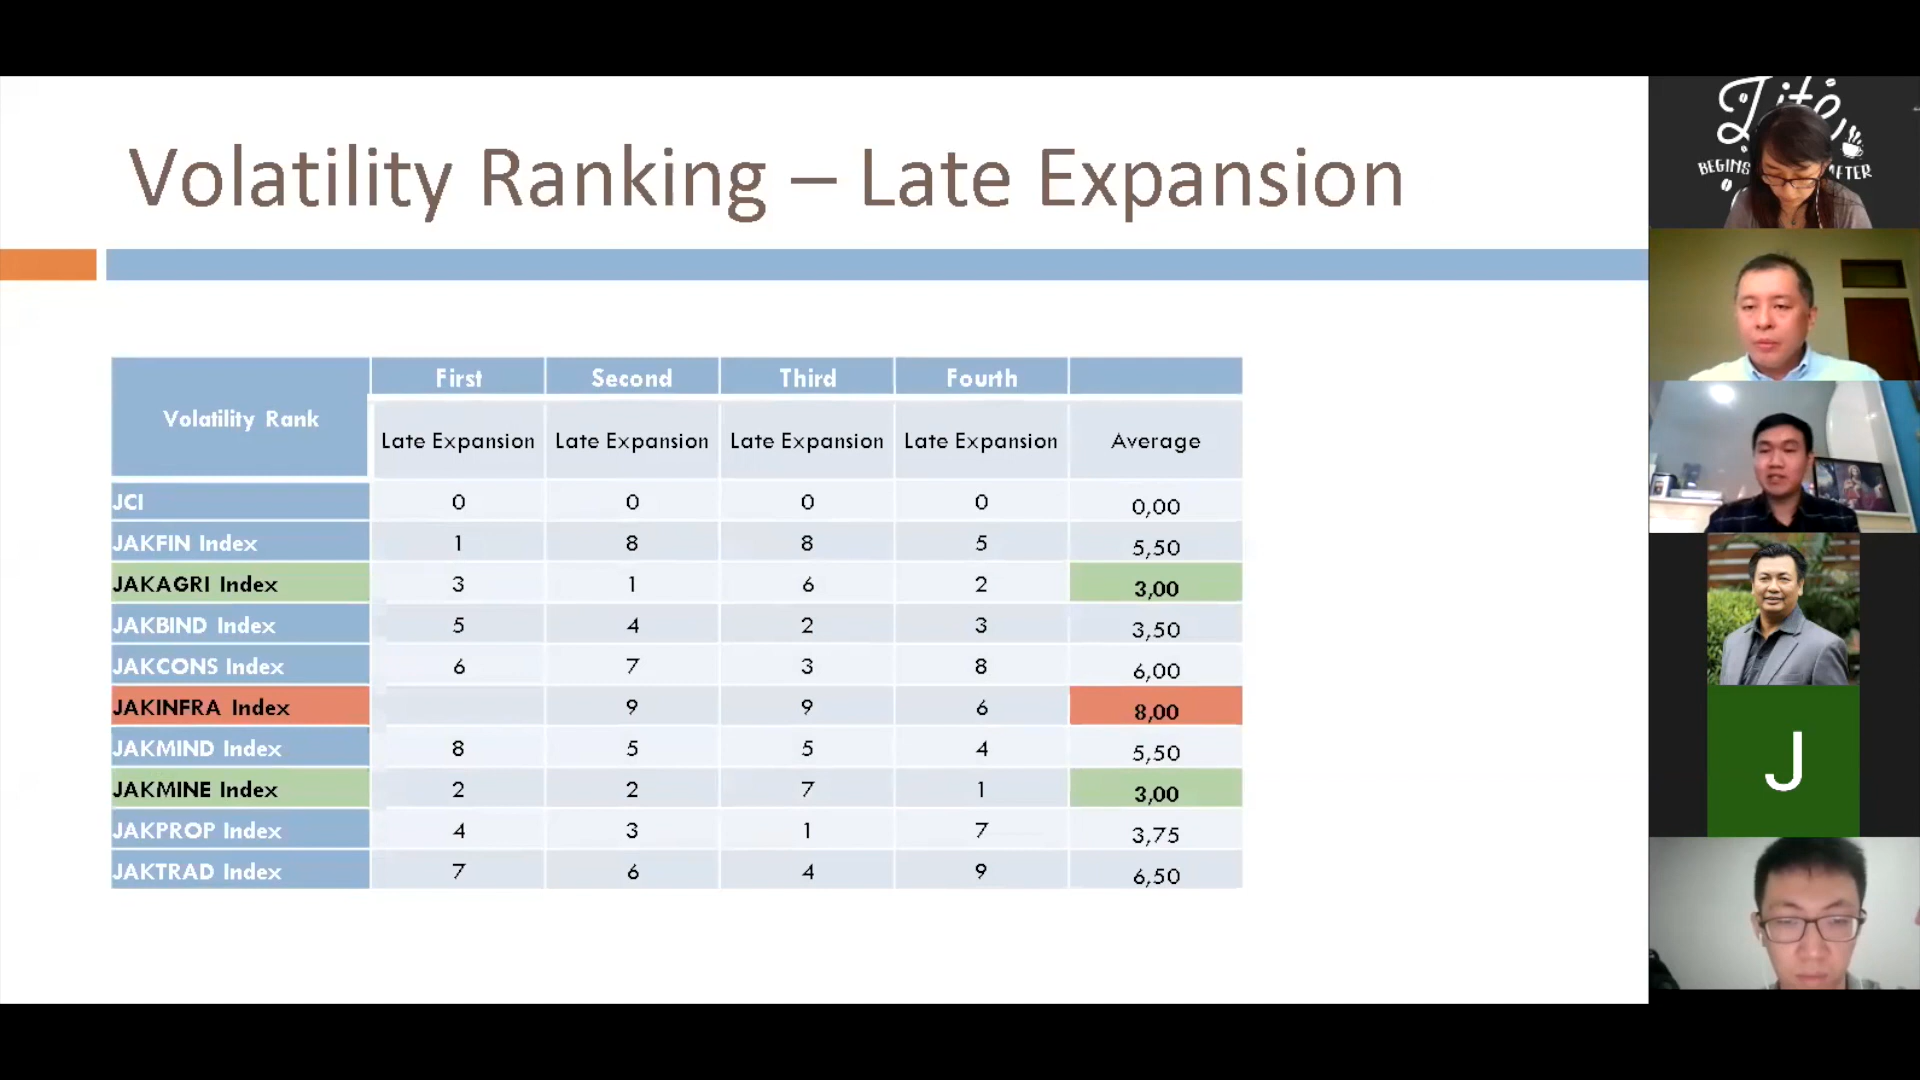 Volatility Ranking – Late Expansion
Volatility Rank First Second Third Fourth
Late Expansion Late Expansion Late Expansion Late Expansion Average
JCI 0 0 0 0 0,00
JAKFIN Index 1 8 8 5 5,50
JAKAGRI Index 3 1 6 2 3,00
JAKBIND Index 5 4 2 3 3,50
JAKCONS Index 6 7 3 8 6,00
JAKINFRA Index 9 9 6 8,00
JAKMIND Index 8 5 5 4 5,50
JAKMINE Index 2 2 7 1 3,00
JAKPROP Index 4 3 1 7 3,75
JAKTRAD Index 7 6 4 9 6,50
BEGINS
J